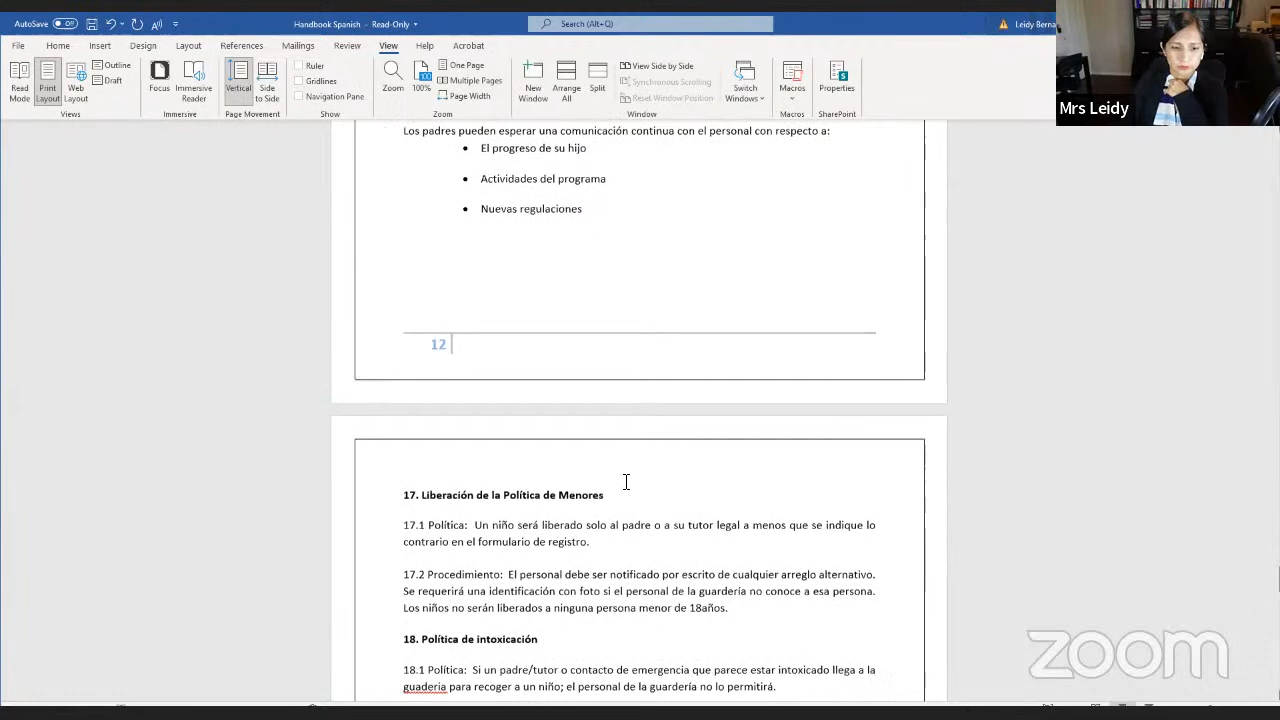 AutoSave Off Handbook Spanish - Read-Only Search (Alt+Q) Leidy Berna
File Home Insert Design Layout References Mailings Review View Help Acrobat
Read Mode Print Layout Web Layout Outline Draft Views
Focus Immersive Reader Immersive
Vertical Side to Side Page Movement
Ruler Gridlines Navigation Pane Show
Zoom 100% One Page Multiple Pages Page Width Zoom
New Window Arrange All Split View Side by Side Synchronous Scrolling Reset Window Position Switch Windows Window
Macros Macros
Properties SharePoint
Mrs Leidy
Los padres pueden esperar una comunicación continua con el personal con respecto a:
• El progreso de su hijo
• Actividades del programa
• Nuevas regulaciones
12
17. Liberación de la Política de Menores
17.1 Política: Un niño será liberado solo al padre o a su tutor legal a menos que se indique lo
contrario en el formulario de registro.
17.2 Procedimiento: El personal debe ser notificado por escrito de cualquier arreglo alternativo.
Se requerirá una identificación con foto si el personal de la guardería no conoce a esa persona.
Los niños no serán liberados a ninguna persona menor de 18años.
18. Política de intoxicación
18.1 Política: Si un padre/tutor o contacto de emergencia que parece estar intoxicado llega a la
guaderia para recoger a un niño; el personal de la guardería no lo permitirá.
zoom